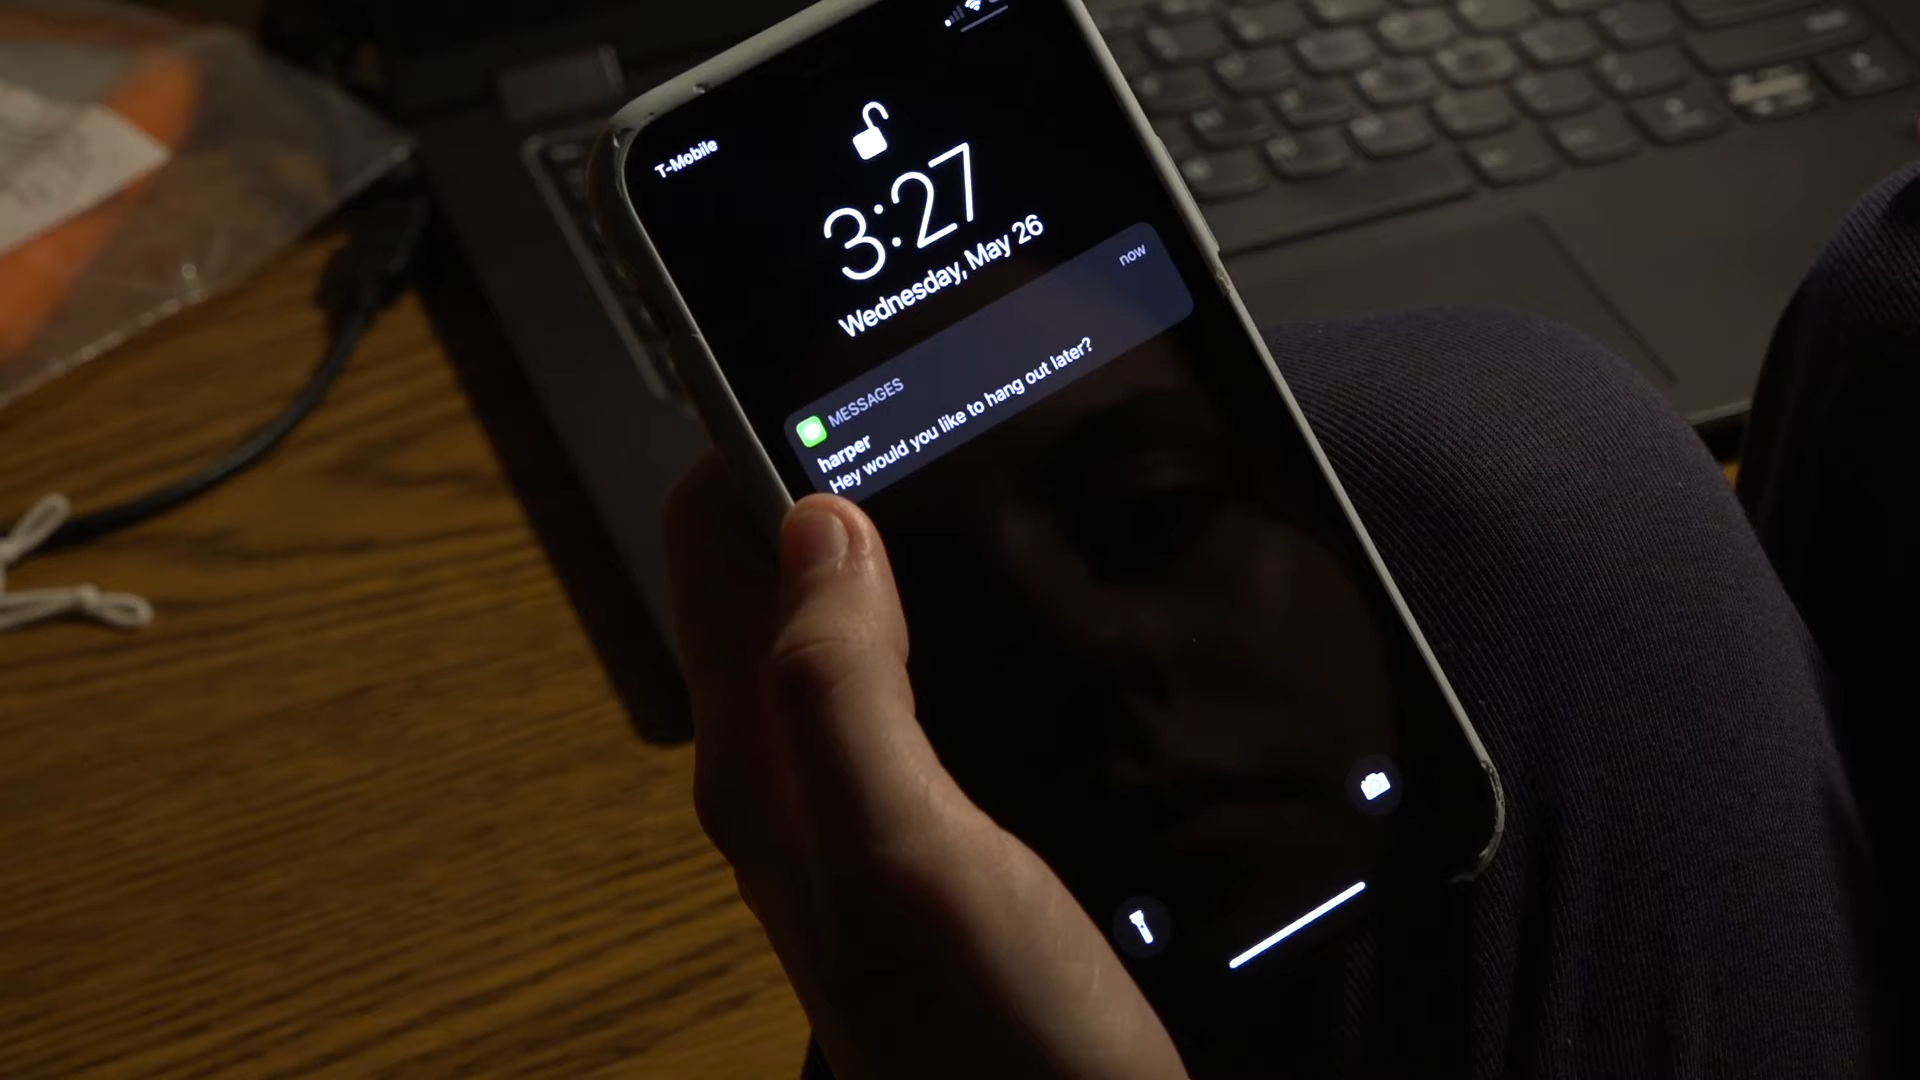 T-Mobile
3:27
Wednesday, May 26
MESSAGES
now
harper
Hey would you like to hang out later?